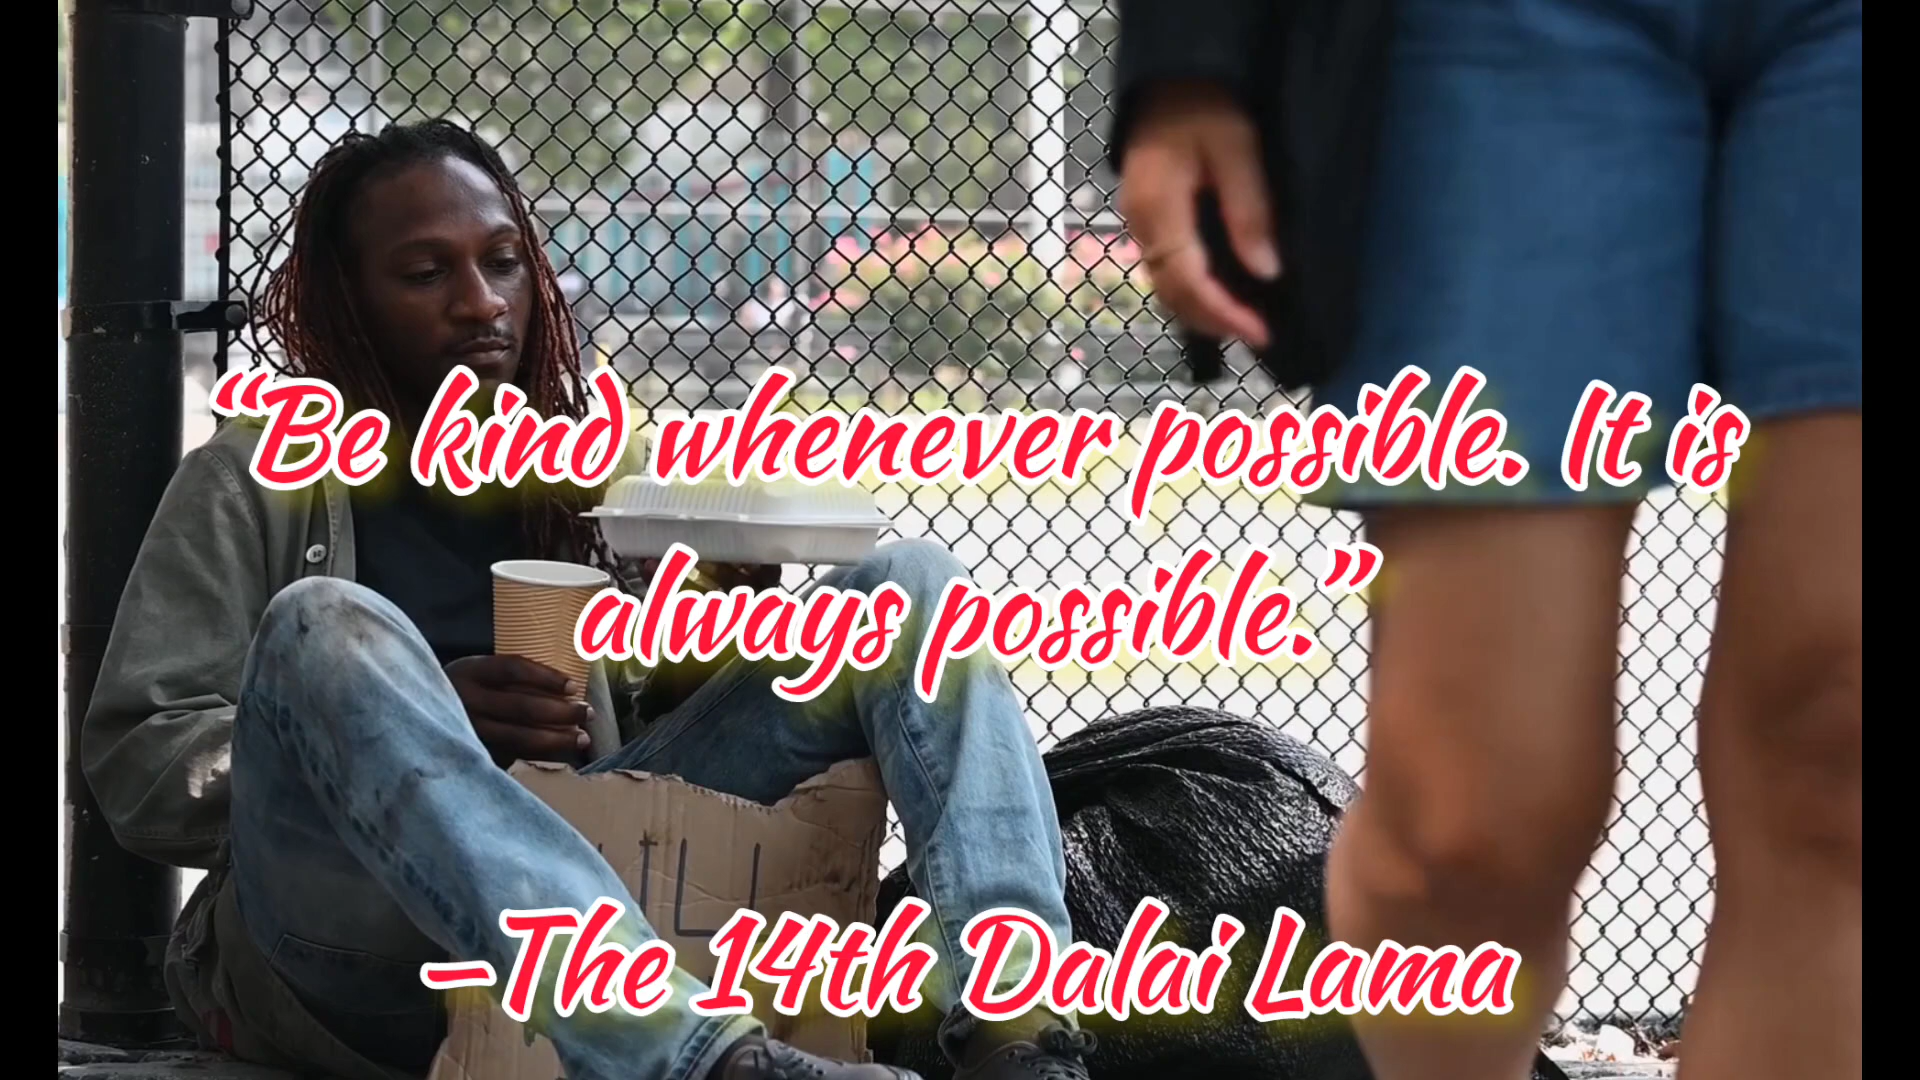 “Be kind whenever possible. It is
always possible.”
–The 14th Dalai Lama